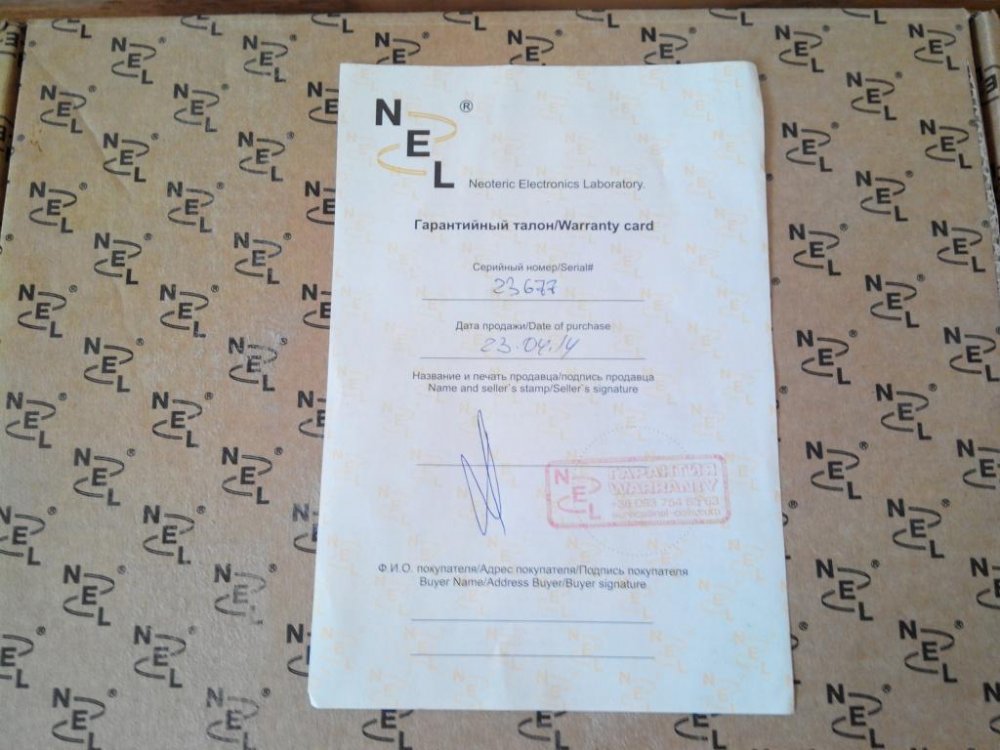 NEL®
Neoteric Electronics Laboratory.
Гарантийный талон/Warranty card
Серийный номер/Serial#
23677
Дата продажи/Date of purchase
23.04.14
Название и печать продавца/подпись продавца
Name and seller`s stamp/Seller`s signature
NEL
ГАРАНТИЯ
WARRANTY
Ф.И.О. покупателя/Адрес покупателя/Подпись покупателя
Buyer Name/Address Buyer/Buyer signature